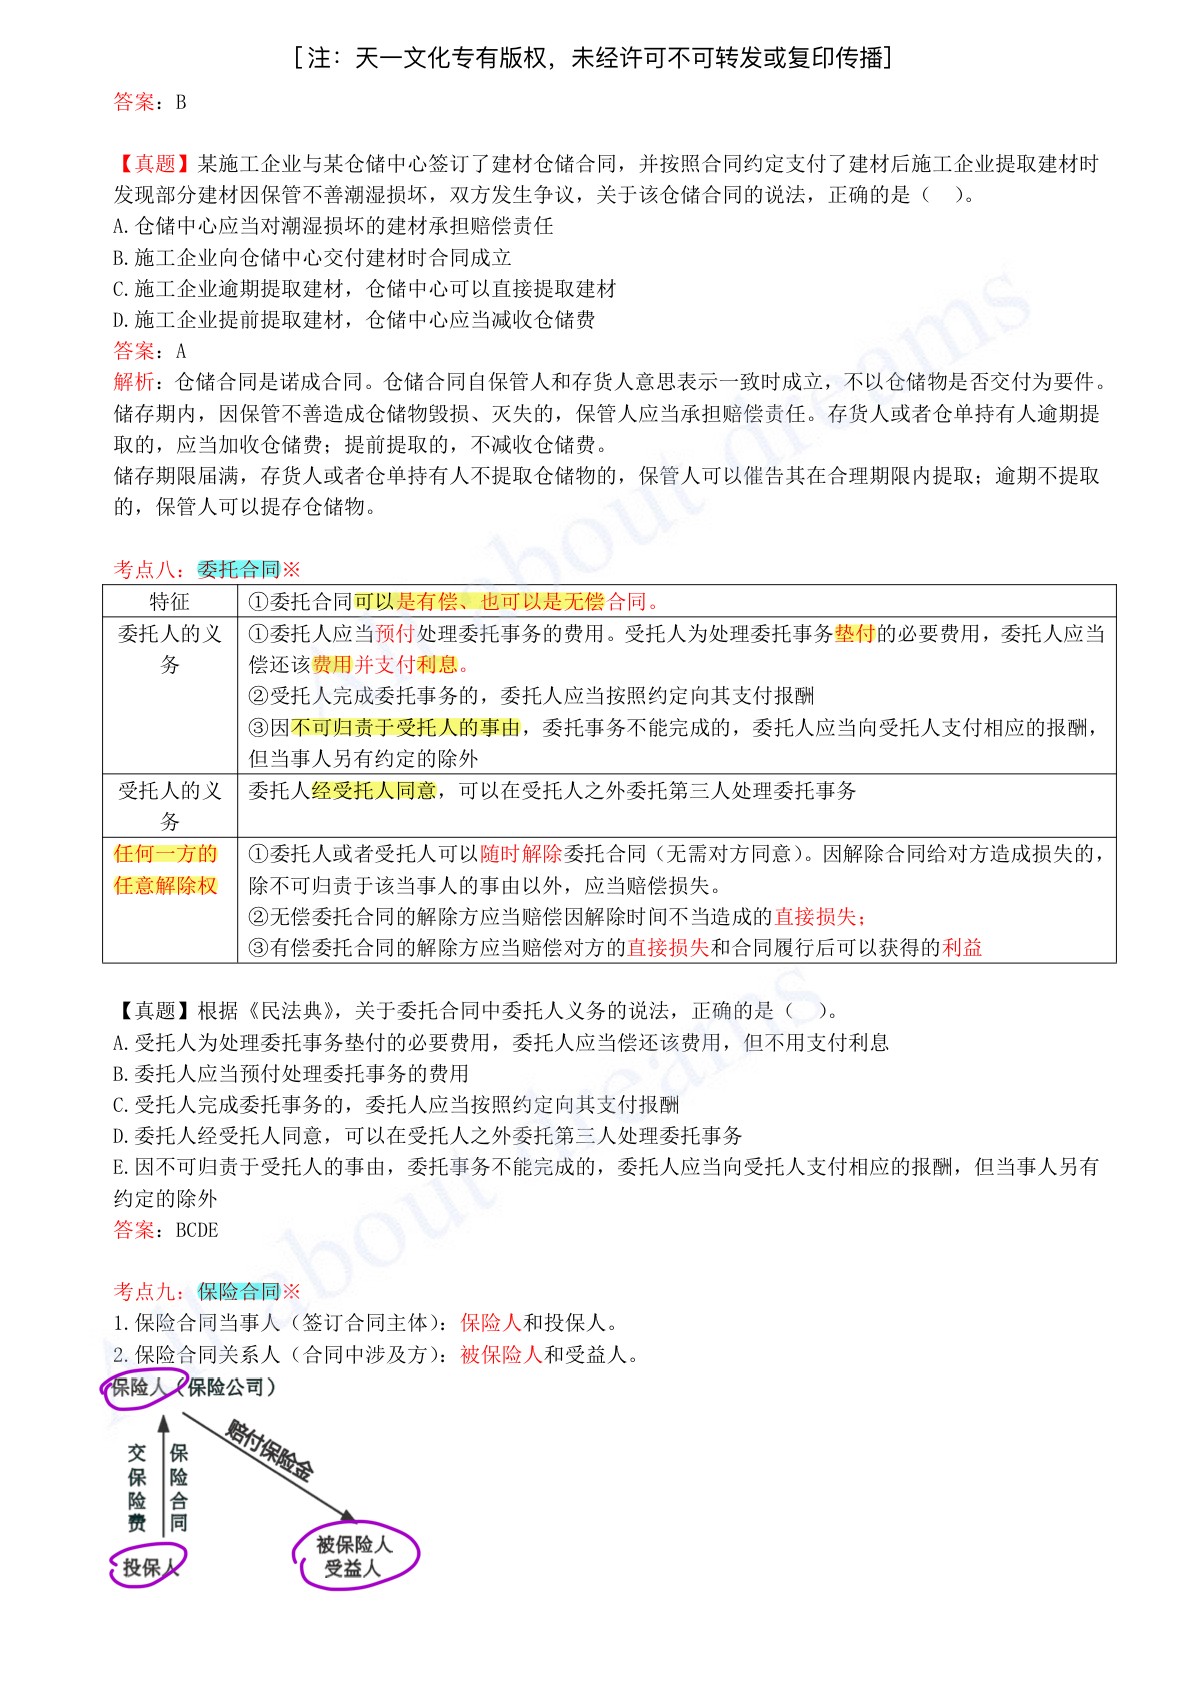 [注：天一文化专有版权，未经许可不可转发或复印传播]
答案：B
【真题】某施工企业与某仓储中心签订了建材仓储合同，并按照合同约定支付了建材后施工企业提取建材时
发现部分建材因保管不善潮湿损坏，双方发生争议，关于该仓储合同的说法，正确的是（ ）。
A.仓储中心应当对潮湿损坏的建材承担赔偿责任
B.施工企业向仓储中心交付建材时合同成立
C.施工企业逾期提取建材，仓储中心可以直接提取建材
D.施工企业提前提取建材，仓储中心应当减收仓储费
答案：A
解析：仓储合同是诺成合同。仓储合同自保管人和存货人意思表示一致时成立，不以仓储物是否交付为要件。
储存期内，因保管不善造成仓储物毁损、灭失的，保管人应当承担赔偿责任。存货人或者仓单持有人逾期提
取的，应当加收仓储费；提前提取的，不减收仓储费。
储存期限届满，存货人或者仓单持有人不提取仓储物的，保管人可以催告其在合理期限内提取；逾期不提取
的，保管人可以提存仓储物。
考点八：委托合同※
特征 ①委托合同可以是有偿、也可以是无偿合同。
委托人的义 ①委托人应当预付处理委托事务的费用。受托人为处理委托事务垫付的必要费用，委托人应当
务 偿还该费用并支付利息。
②受托人完成委托事务的，委托人应当按照约定向其支付报酬
③因不可归责于受托人的事由，委托事务不能完成的，委托人应当向受托人支付相应的报酬，
但当事人另有约定的除外
受托人的义 委托人经受托人同意，可以在受托人之外委托第三人处理委托事务
务
任何一方的 ①委托人或者受托人可以随时解除委托合同（无需对方同意）。因解除合同给对方造成损失的，
任意解除权 除不可归责于该当事人的事由以外，应当赔偿损失。
②无偿委托合同的解除方应当赔偿因解除时间不当造成的直接损失；
③有偿委托合同的解除方应当赔偿对方的直接损失和合同履行后可以获得的利益
【真题】根据《民法典》，关于委托合同中委托人义务的说法，正确的是（ ）。
A.受托人为处理委托事务垫付的必要费用，委托人应当偿还该费用，但不用支付利息
B.委托人应当预付处理委托事务的费用
C.受托人完成委托事务的，委托人应当按照约定向其支付报酬
D.委托人经受托人同意，可以在受托人之外委托第三人处理委托事务
E.因不可归责于受托人的事由，委托事务不能完成的，委托人应当向受托人支付相应的报酬，但当事人另有
约定的除外
答案：BCDE
考点九：保险合同※
1.保险合同当事人（签订合同主体）：保险人和投保人。
2.保险合同关系人（合同中涉及方）：被保险人和受益人。
保险人（保险公司）
赔付保险金
交保险费
保险合同
被保险人
受益人
投保人
All about dreams
All about dreams